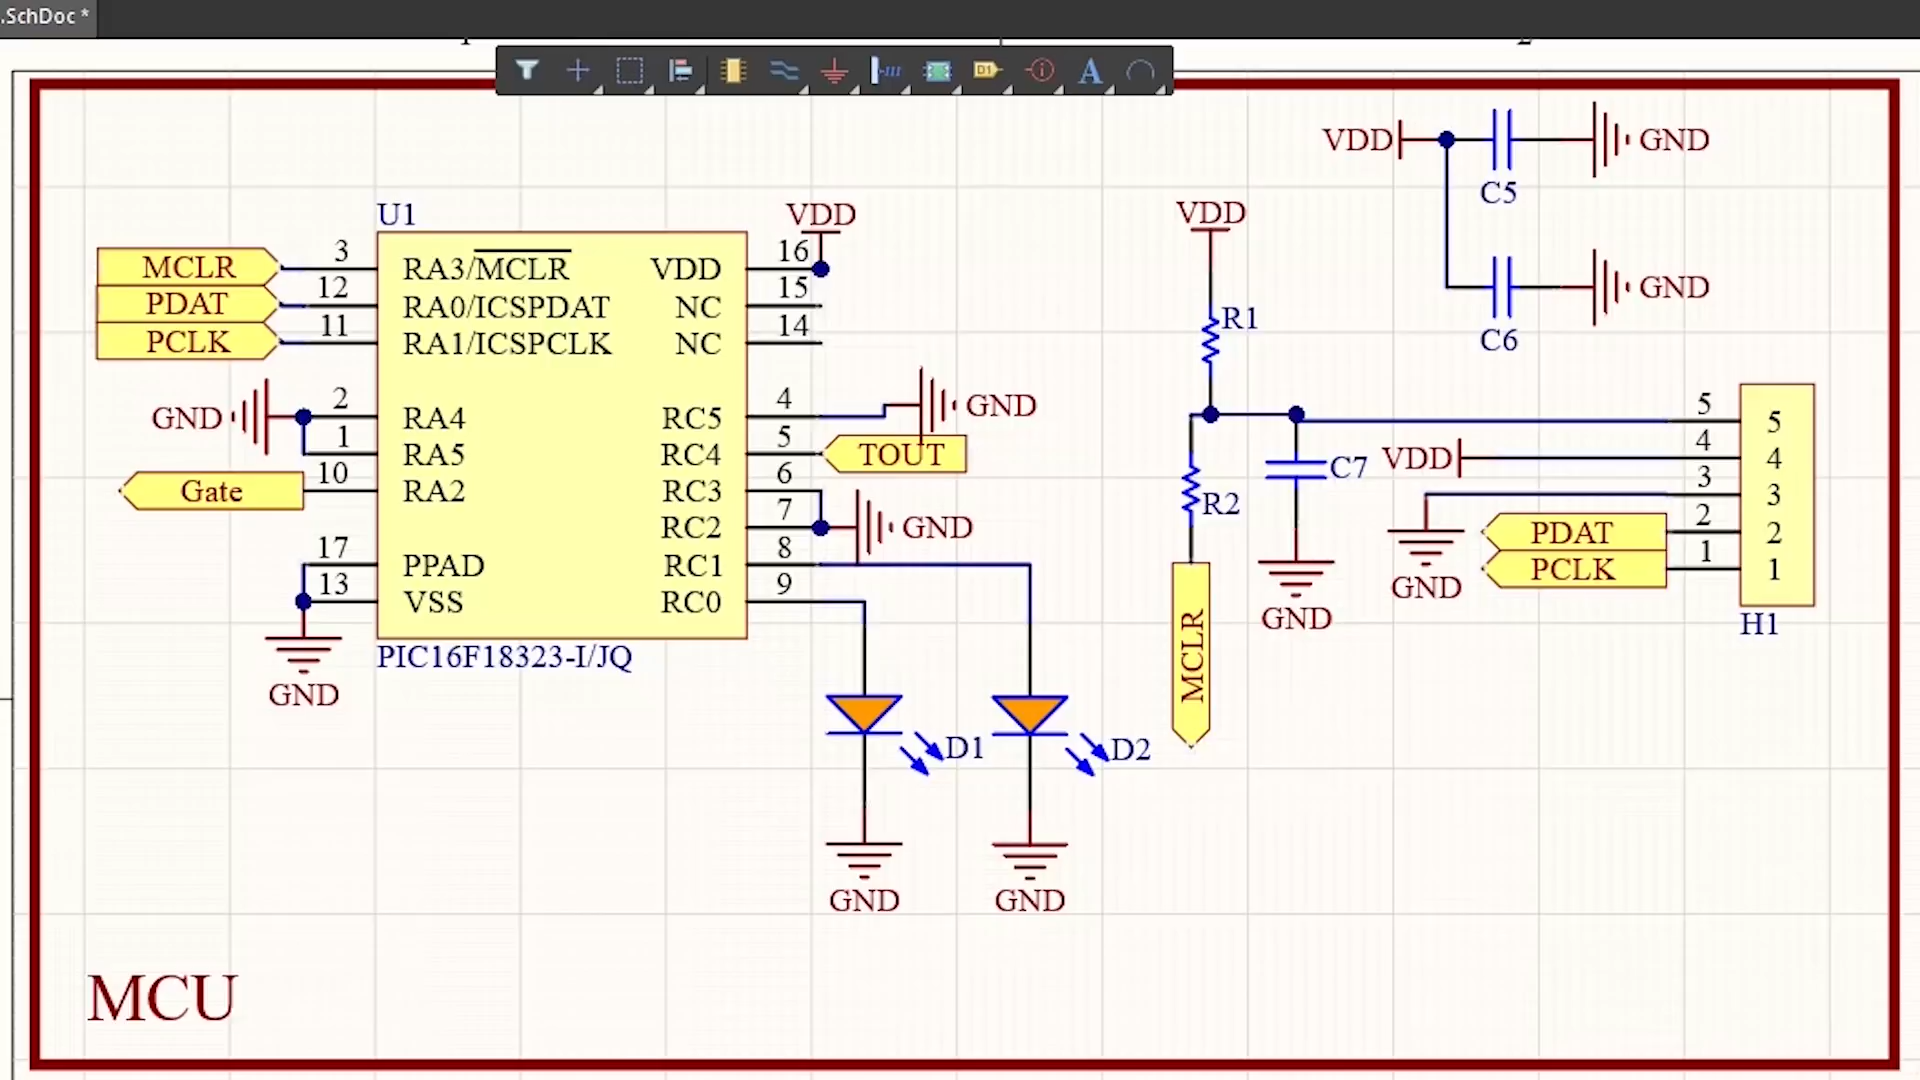 .SchDoc *
2
D1
A
VDD
GND
C5
GND
C6
U1
VDD
VDD
MCLR
3
RA3/MCLR
VDD
16
PDAT
12
RA0/ICSPDAT
NC
15
PCLK
11
RA1/ICSPCLK
NC
14
R1
GND
2
RA4
RC5
4
GND
1
RA5
RC4
5
TOUT
Gate
10
RA2
RC3
6
RC2
7
GND
17
PPAD
RC1
8
13
VSS
RC0
9
GND
PIC16F18323-I/JQ
R2
C7
GND
MCLR
5
5
VDD
4
4
3
3
GND
PDAT
2
2
PCLK
1
1
H1
D1
D2
GND
GND
MCU